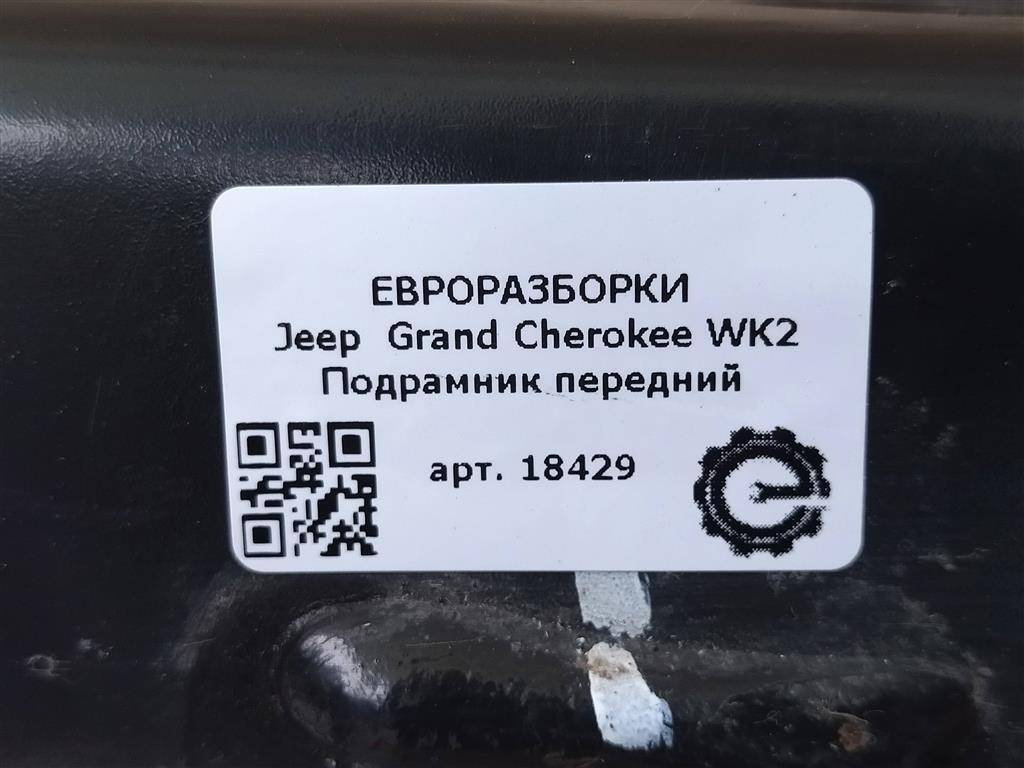 ЕВРОРАЗБОРКИ
Jeep Grand Cherokee WK2
Подрамник передний
арт. 18429